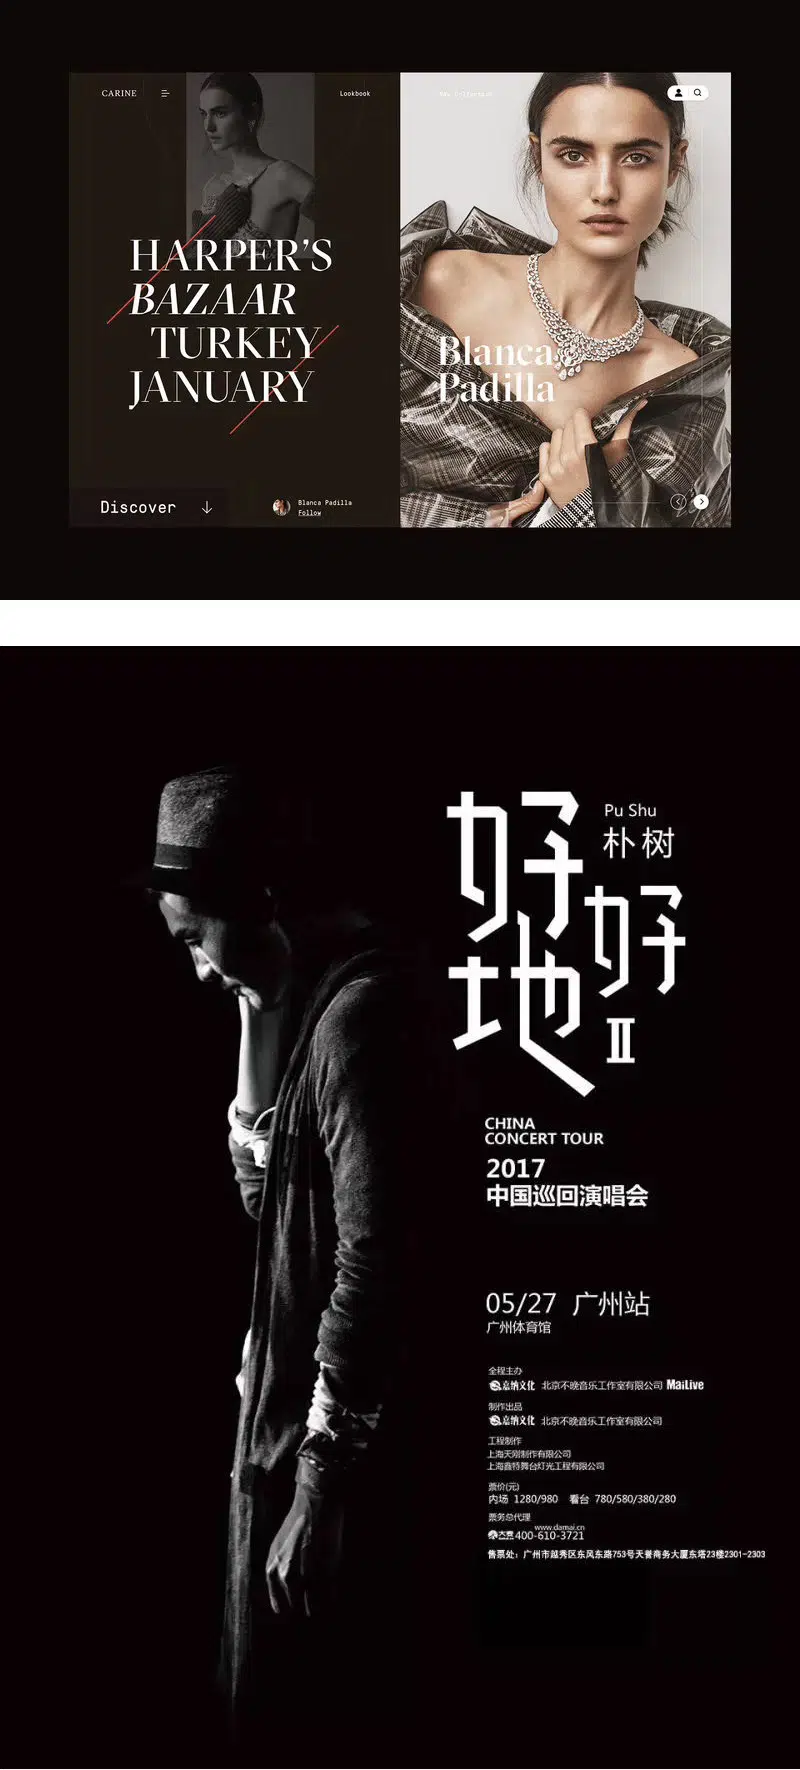 CARINE
Lookbook
HARPER'S
BAZAAR
TURKEY
JANUARY
Blanca
Padilla
Discover
Blanca Padilla
Follow
好好地
Pu Shu
朴树
好
II
CHINA
CONCERT TOUR
2017
中国巡回演唱会
05/27 广州站
广州体育馆
全程主办
嘉纳文化 北京不晚音乐工作室有限公司 MaiLive
制作出品
嘉纳文化 北京不晚音乐工作室有限公司
工程制作
上海天刚制作有限公司
上海鑫特舞台灯光工程有限公司
票价(元)
内场 1280/980 看台 780/580/380/280
票务总代理
www.damai.cn
大麦 400-610-3721
售票处：广州市越秀区东风东路753号天誉商务大厦东塔23楼2301-2303